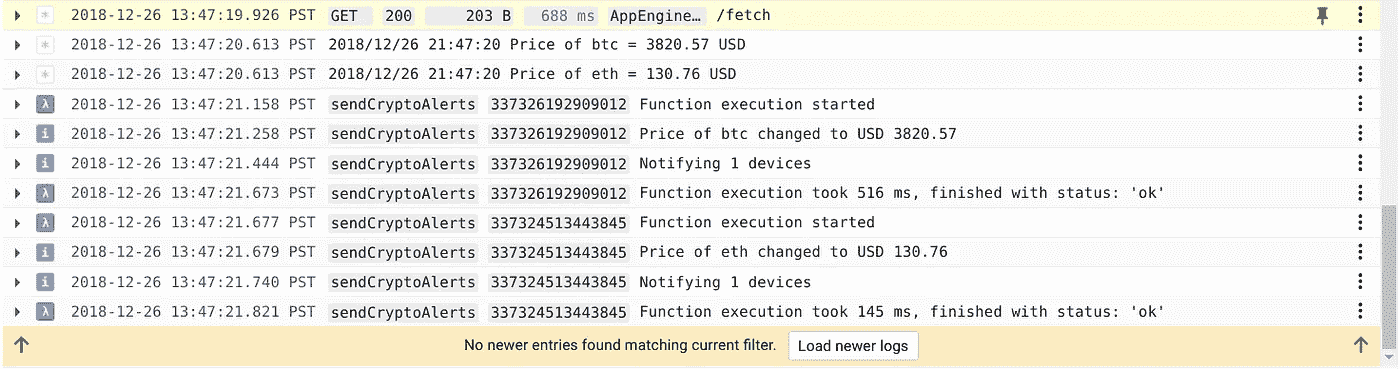 2018-12-26 13:47:19.926 PST GET 200 203 B 688 ms AppEngine… /fetch
2018-12-26 13:47:20.613 PST 2018/12/26 21:47:20 Price of btc = 3820.57 USD
2018-12-26 13:47:20.613 PST 2018/12/26 21:47:20 Price of eth = 130.76 USD
λ 2018-12-26 13:47:21.158 PST sendCryptoAlerts 337326192909012 Function execution started
i 2018-12-26 13:47:21.258 PST sendCryptoAlerts 337326192909012 Price of btc changed to USD 3820.57
i 2018-12-26 13:47:21.444 PST sendCryptoAlerts 337326192909012 Notifying 1 devices
λ 2018-12-26 13:47:21.673 PST sendCryptoAlerts 337326192909012 Function execution took 516 ms, finished with status: 'ok'
λ 2018-12-26 13:47:21.677 PST sendCryptoAlerts 337324513443845 Function execution started
i 2018-12-26 13:47:21.679 PST sendCryptoAlerts 337324513443845 Price of eth changed to USD 130.76
i 2018-12-26 13:47:21.740 PST sendCryptoAlerts 337324513443845 Notifying 1 devices
λ 2018-12-26 13:47:21.821 PST sendCryptoAlerts 337324513443845 Function execution took 145 ms, finished with status: 'ok'
No newer entries found matching current filter. Load newer logs